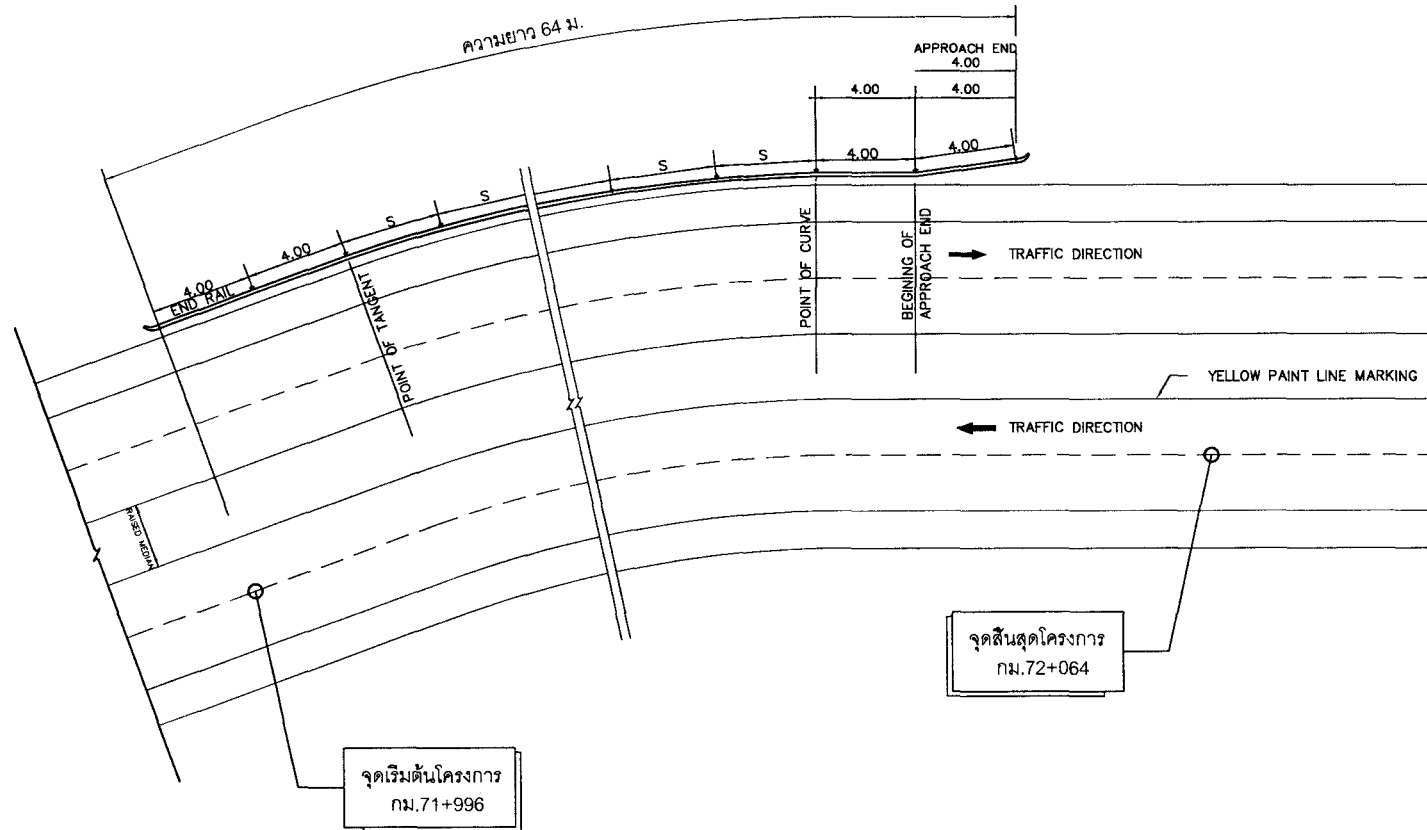 ความยาว 64 ม.
APPROACH END
4.00
4.00
4.00
4.00
4.00
S
S
S
S
4.00
4.00
END RAIL
POINT OF TANGENT
POINT OF CURVE
BEGINING OF
APPROACH END
TRAFFIC DIRECTION
YELLOW PAINT LINE MARKING
TRAFFIC DIRECTION
RAISED MEDIAN
จุดสิ้นสุดโครงการ
กม.72+064
จุดเริ่มต้นโครงการ
กม.71+996